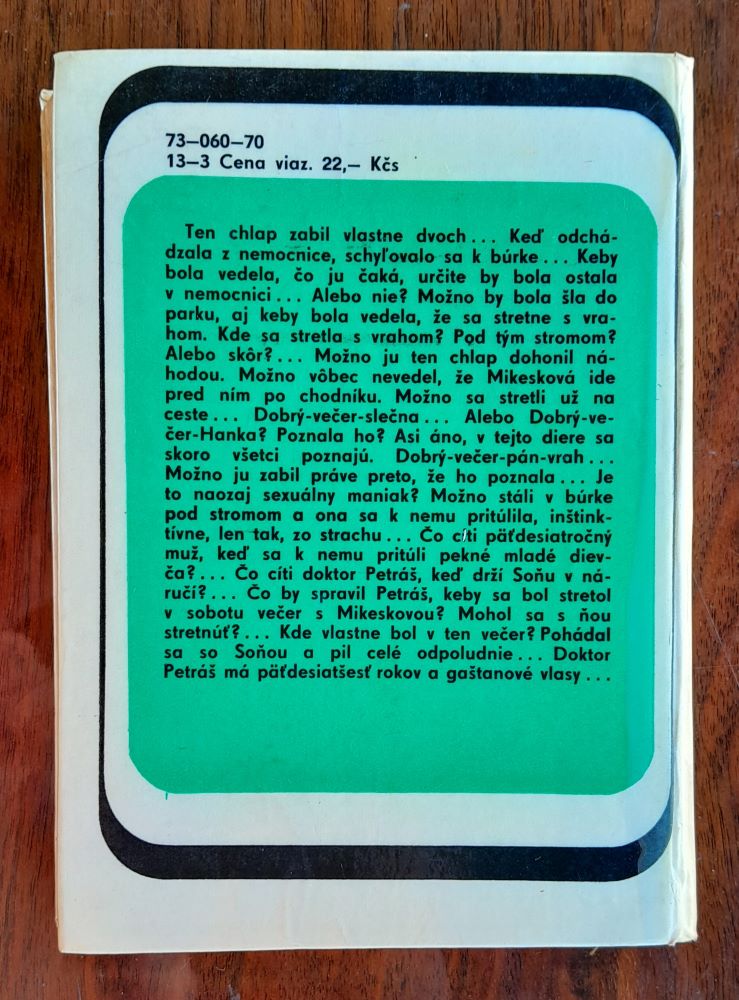 73—060—70
13—3 Cena viaz. 22,— Kčs
Ten chlap zabil vlastne dvoch... Keď odchá-
dzala z nemocnice, schyľovalo sa k búrke... Keby
bola vedela, čo ju čaká, určite by bola ostala
v nemocnici... Alebo nie? Možno by bola šla do
parku, aj keby bola vedela, že sa stretne s vra-
hom. Kde sa stretla s vrahom? Pod tým stromom?
Alebo skôr?... Možno ju ten chlap dohonil ná-
hodou. Možno vôbec nevedel, že Mikesková ide
pred ním po chodníku. Možno sa stretli už na
ceste... Dobrý-večer-slečna... Alebo Dobrý-ve-
čer-Hanka? Poznala ho? Asi áno, v tejto diere sa
skoro všetci poznajú. Dobrý-večer-pán-vrah...
Možno ju zabil práve preto, že ho poznala... Je
to naozaj sexuálny maniak? Možno stáli v búrke
pod stromom a ona sa k nemu pritúlila, inštink-
tívne, len tak, zo strachu... Čo cíti päťdesiatročný
muž, keď sa k nemu pritúli pekné mladé diev-
ča?... Čo cíti doktor Petráš, keď drží Soňu v ná-
ručí?... Čo by spravil Petráš, keby sa bol stretol
v sobotu večer s Mikeskovou? Mohol sa s ňou
stretnúť?... Kde vlastne bol v ten večer? Pohádal
sa so Soňou a pil celé odpoludnie... Doktor
Petráš má päťdesiatšesť rokov a gaštanové vlasy...